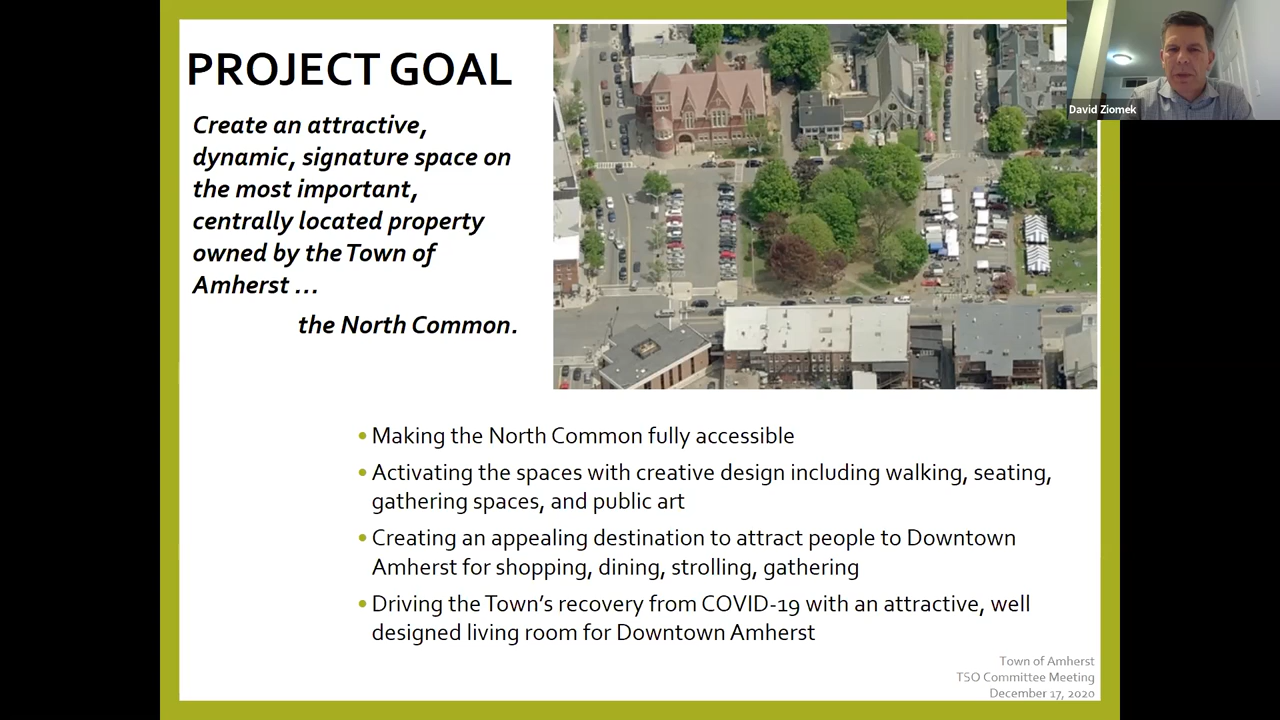 PROJECT GOAL
Create an attractive,
dynamic, signature space on
the most important,
centrally located property
owned by the Town of
Amherst ...
the North Common.
David Ziomek
• Making the North Common fully accessible
• Activating the spaces with creative design including walking, seating,
gathering spaces, and public art
• Creating an appealing destination to attract people to Downtown
Amherst for shopping, dining, strolling, gathering
• Driving the Town's recovery from COVID-19 with an attractive, well
designed living room for Downtown Amherst
Town of Amherst
TSO Committee Meeting
December 17, 2020